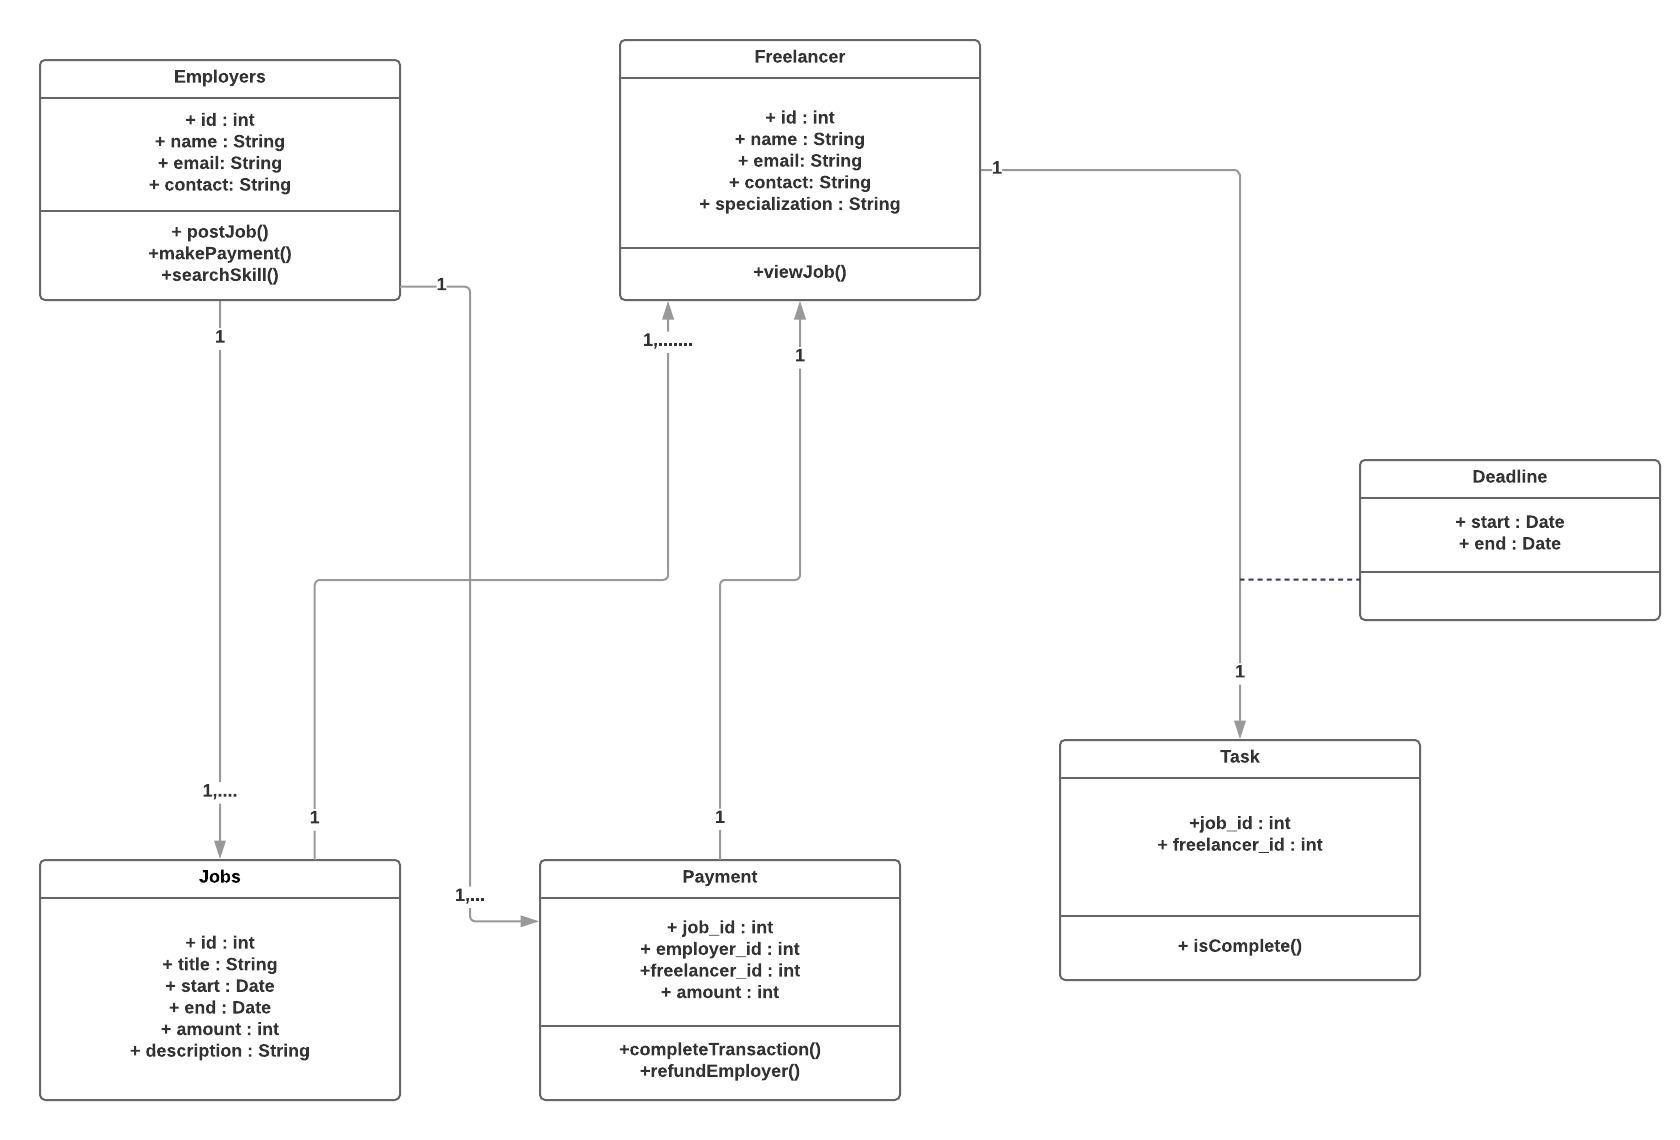 Employers
+ id : int
+ name : String
+ email: String
+ contact: String
+ postJob()
+makePayment()
+searchSkill()
Freelancer
+ id : int
+ name : String
+ email: String
+ contact: String
+ specialization : String
+viewJob()
1
1
1
1,.......
1
Deadline
+ start : Date
+ end : Date
1
1,....
1
1
1,...
Jobs
+ id : int
+ title : String
+ start : Date
+ end : Date
+ amount : int
+ description : String
Payment
+ job_id : int
+ employer_id : int
+freelancer_id : int
+ amount : int
+completeTransaction()
+refundEmployer()
Task
+job_id : int
+ freelancer_id : int
+ isComplete()